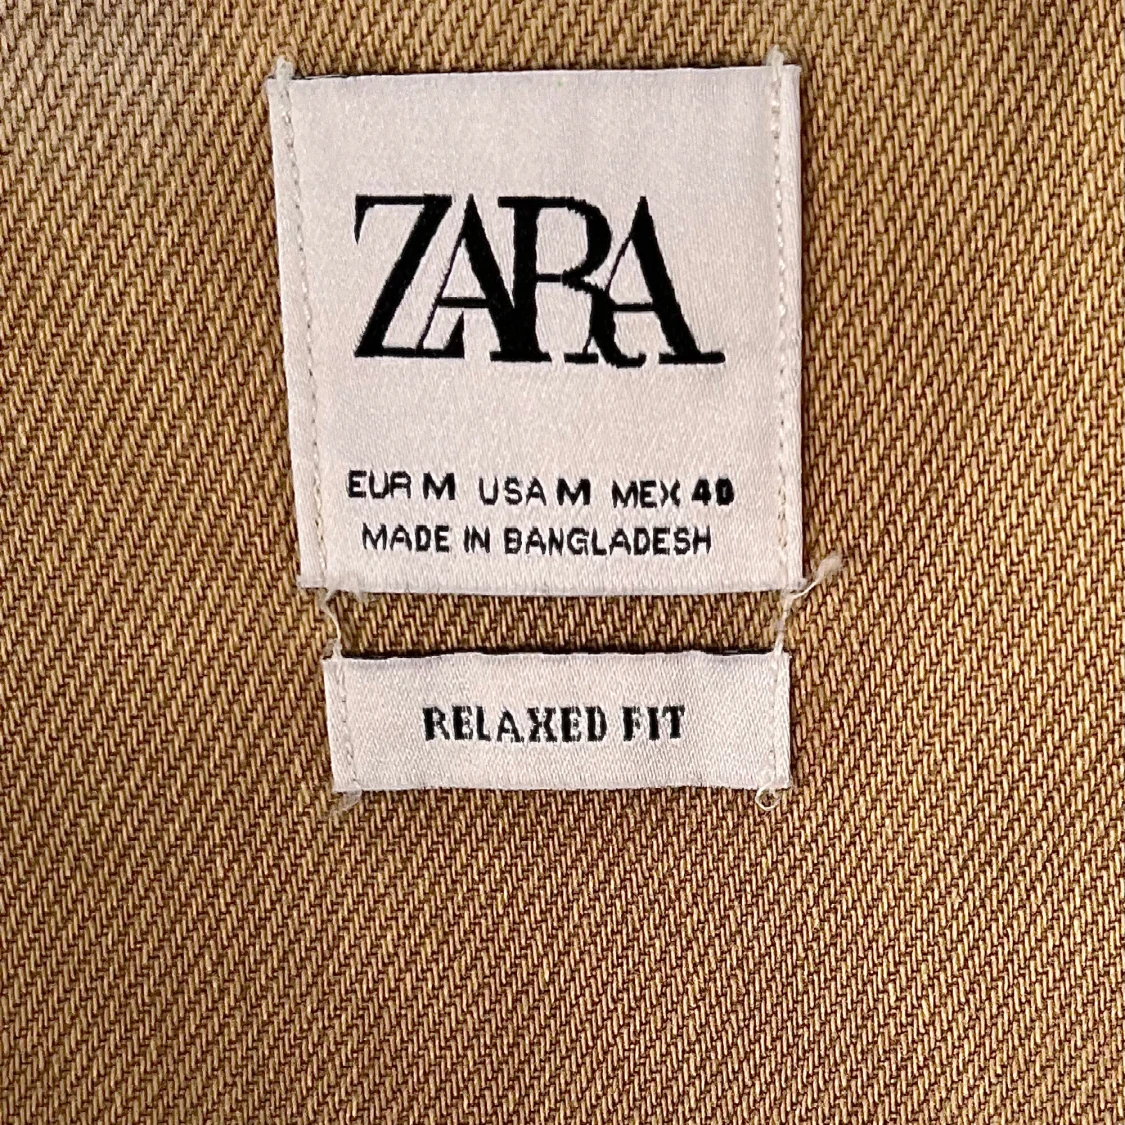 ZARA
EUR M USA M MEX 40
MADE IN BANGLADESH
RELAXED FIT